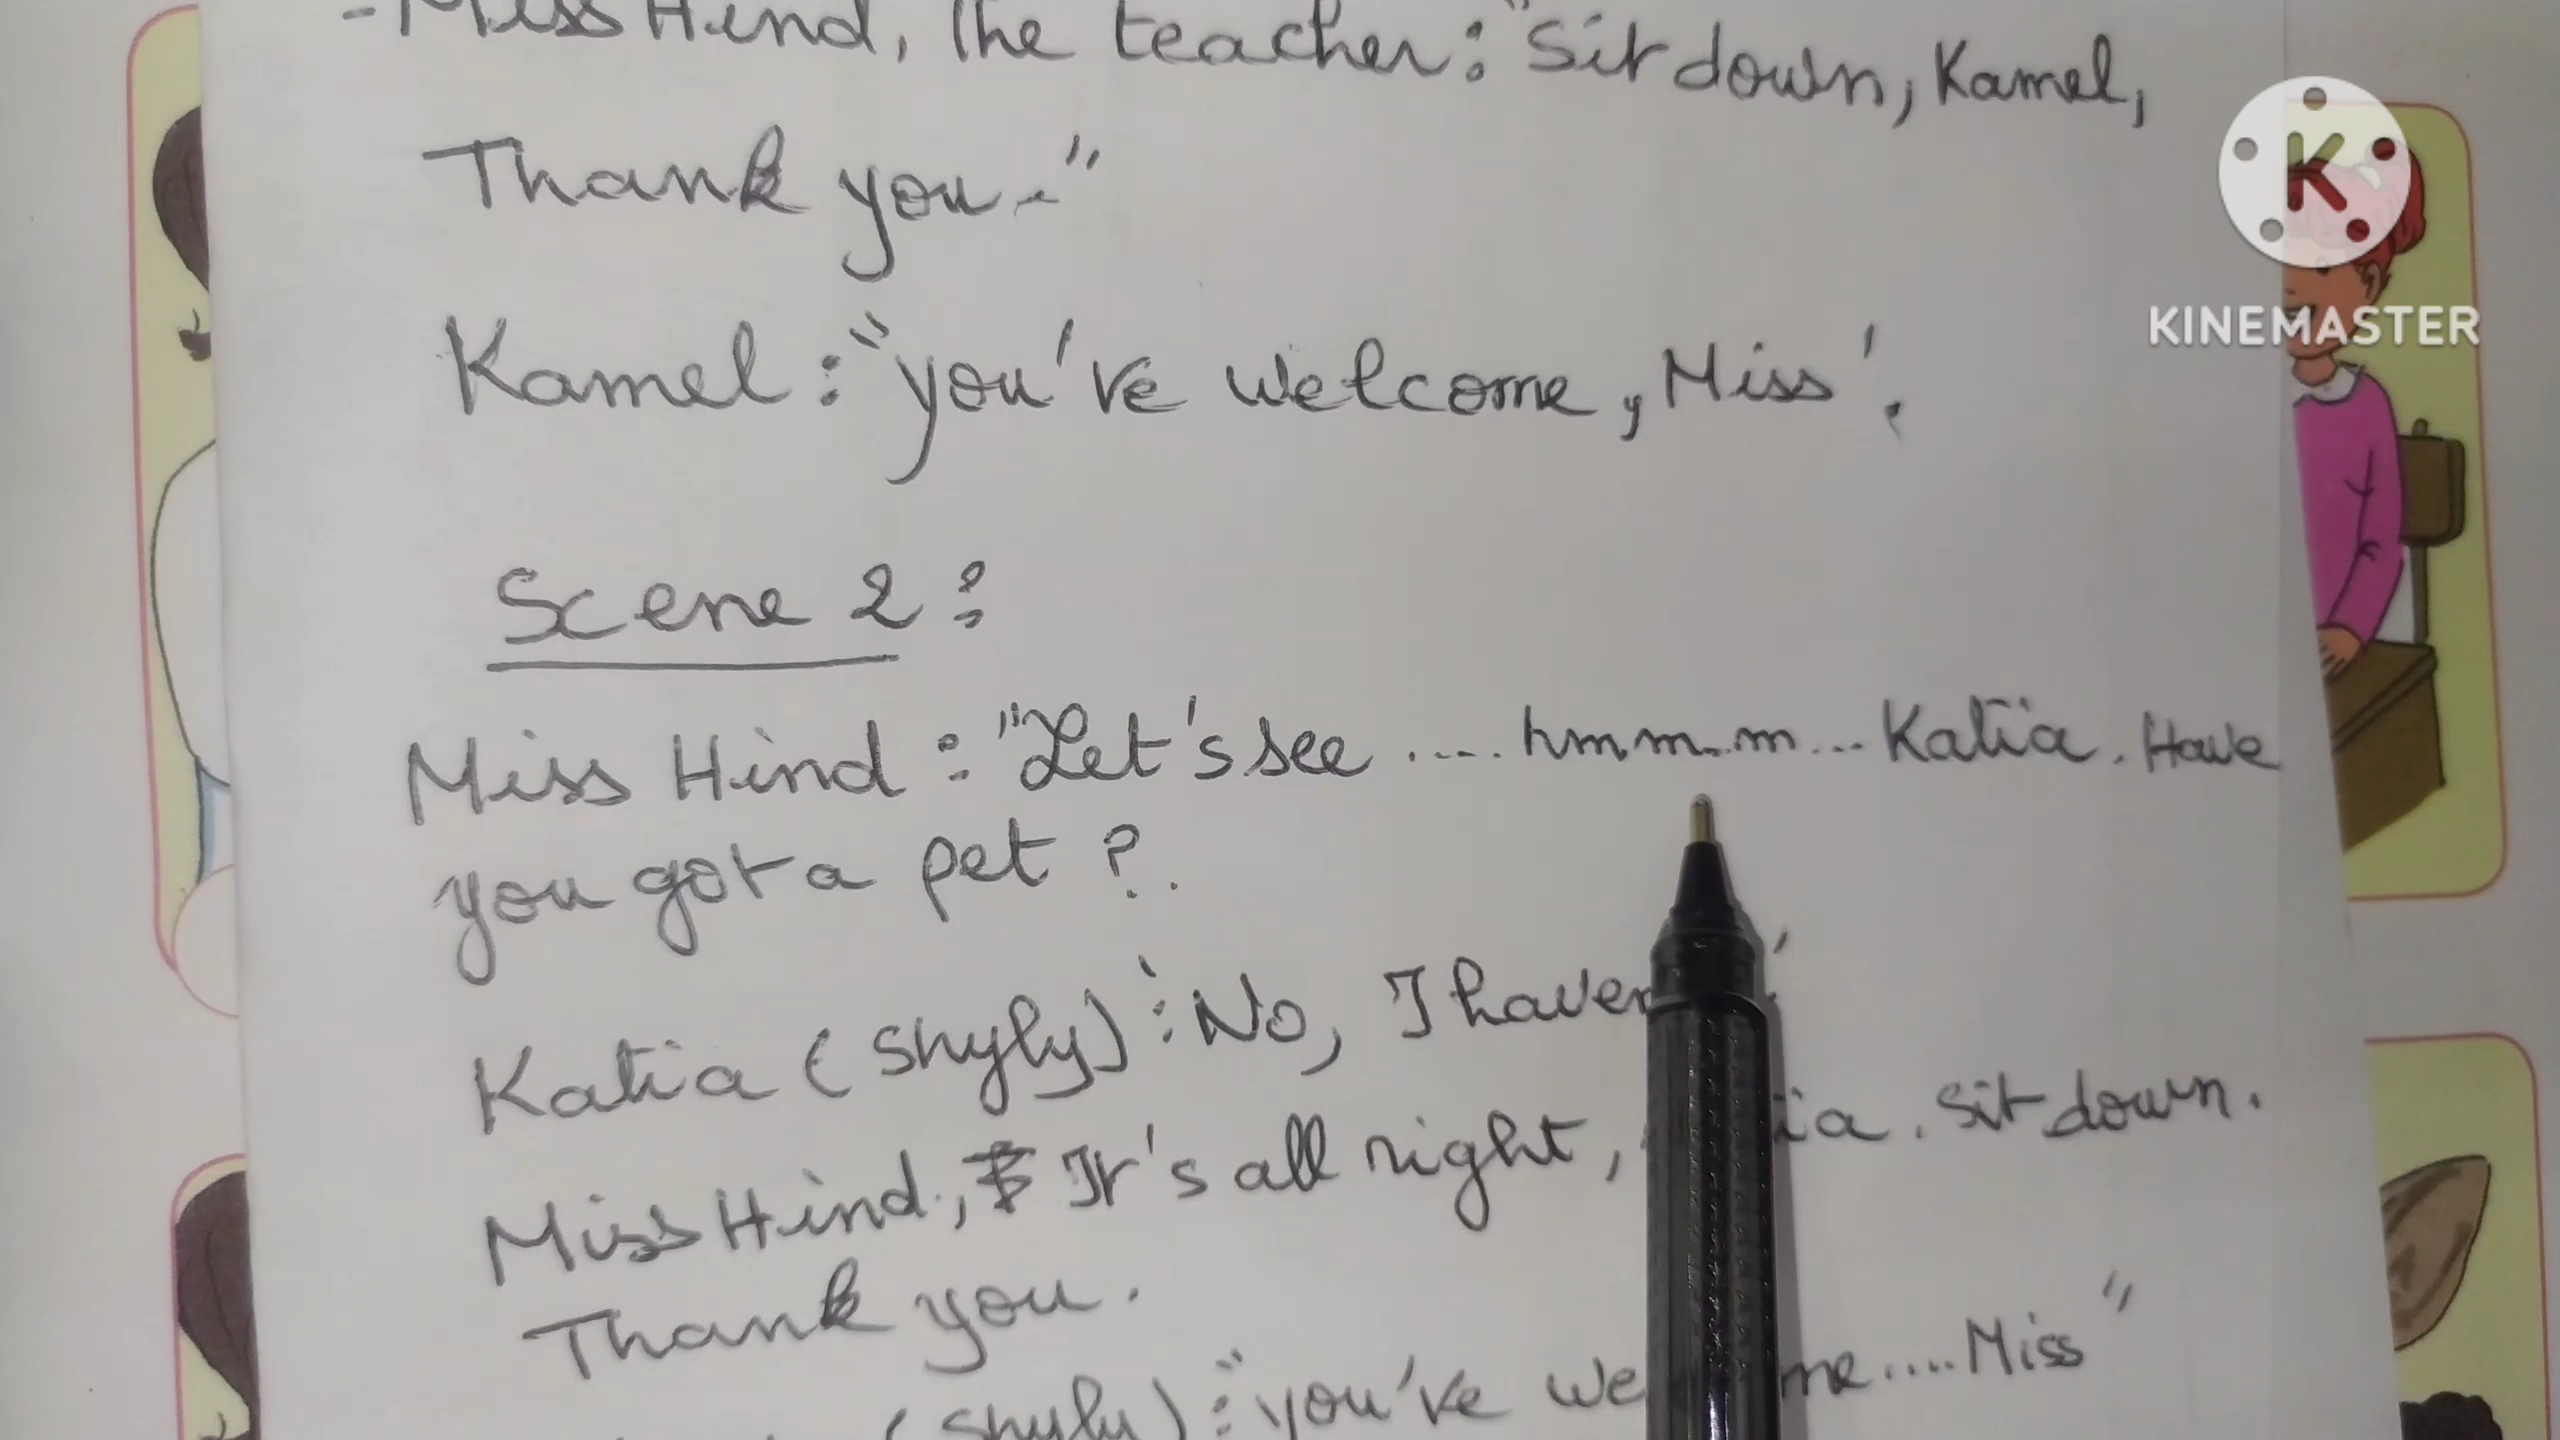 - Miss Hind, The teacher: "Sit down, Kamel,
Thank you."
Kamel: "you've welcome, Miss'.
Scene 2:
Miss Hind: "Let's see .... hmmm..m... Katia. Have
you got a pet ?.
Katia (shyly): No, I haven '
Miss Hind, It's all right, ia. Sit down.
Thank you.
(shyly): "you've we me.... Miss"
KINEMASTER